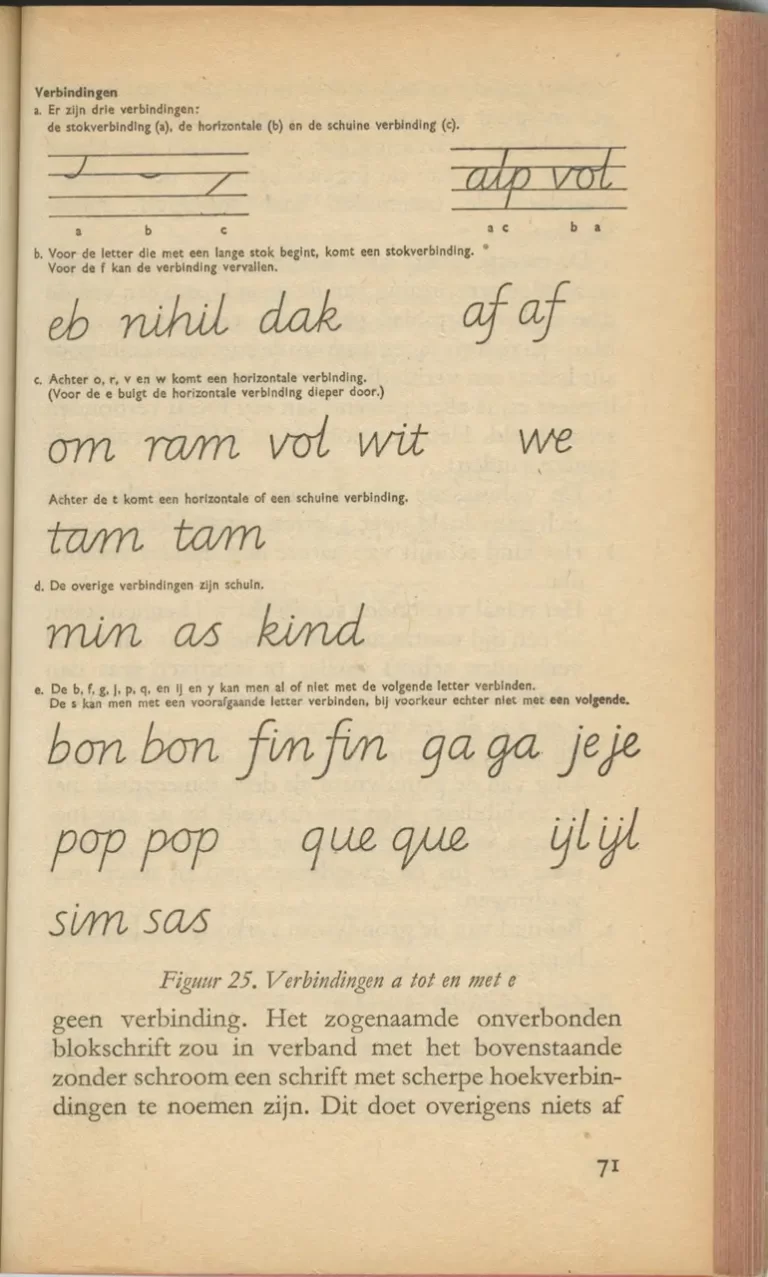 Verbindingen
a. Er zijn drie verbindingen:
de stokverbinding (a), de horizontale (b) en de schuine verbinding (c).
alp vol
a b c a c b a
b. Voor de letter die met een lange stok begint, komt een stokverbinding.
Voor de f kan de verbinding vervallen.
eb nihil dak af af
c. Achter o, r, v en w komt een horizontale verbinding.
(Voor de e buigt de horizontale verbinding dieper door.)
om ram vol wit we
Achter de t komt een horizontale of een schuine verbinding.
tam tam
d. De overige verbindingen zijn schuin.
min as kind
e. De b, f, g, j, p, q, en ij en y kan men al of niet met de volgende letter verbinden.
De s kan men met een voorafgaande letter verbinden, bij voorkeur echter niet met een volgende.
bon bon fin fin ga ga je je
pop pop que que ijl ijl
sim sas
Figuur 25. Verbindingen a tot en met e
geen verbinding. Het zogenaamde onverbonden
blokschrift zou in verband met het bovenstaande
zonder schroom een schrift met scherpe hoekverbin-
dingen te noemen zijn. Dit doet overigens niets af
71